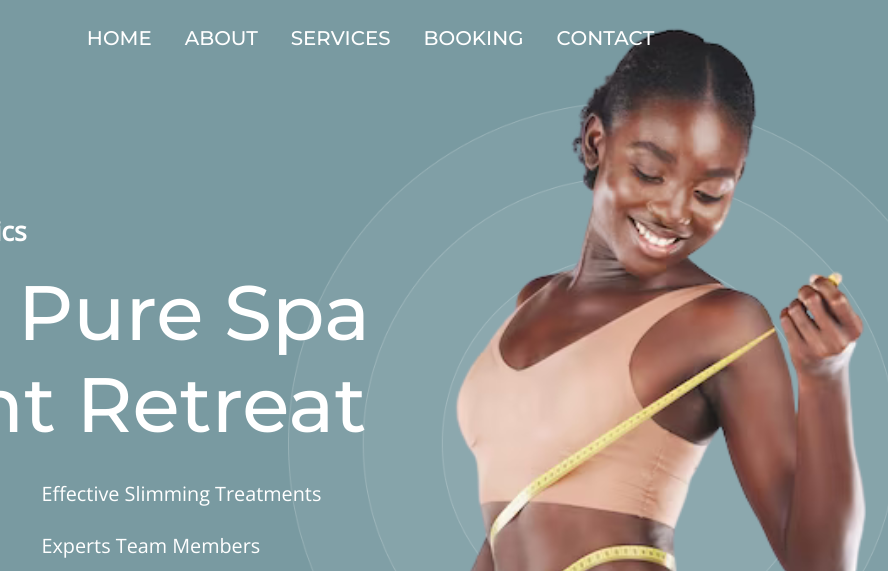 HOME ABOUT SERVICES BOOKING CONTACT
ics
Pure Spa
nt Retreat
Effective Slimming Treatments
Experts Team Members